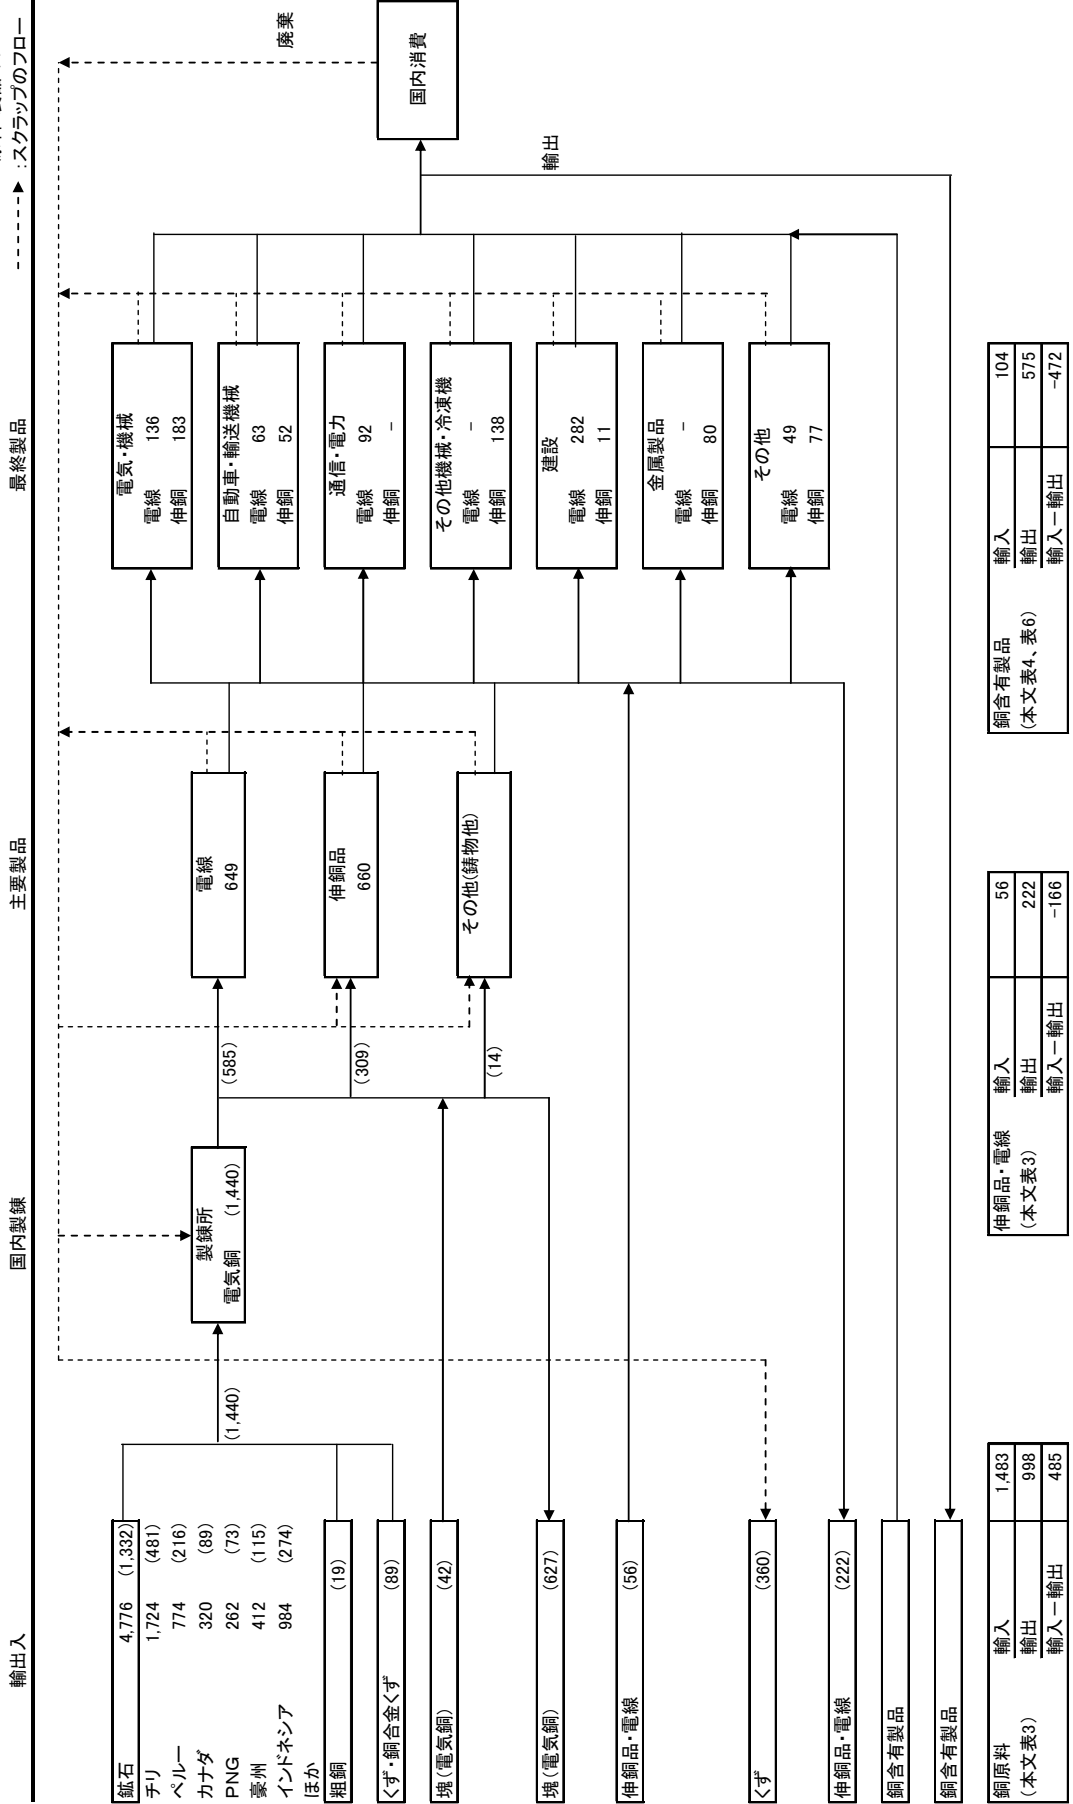 :スクラップのフロー
輸出入
国内製錬
主要製品
最終製品
鉱石 4,776 (1,332)
チリ 1,724 (481)
ペルー 774 (216)
カナダ 320 (89)
PNG 262 (73)
豪州 412 (115)
インドネシア 984 (274)
ほか
粗銅 (19)
くず・銅合金くず (89)
塊(電気銅) (42)
塊(電気銅) (627)
伸銅品・電線 (56)
くず (360)
伸銅品・電線 (222)
銅含有製品
銅含有製品
(1,440)
製錬所
電気銅 (1,440)
(585)
(309)
(14)
電線
649
伸銅品
660
その他(鋳物他)
電気・機械
電線 136
伸銅 183
自動車・輸送機械
電線 63
伸銅 52
通信・電力
電線 92
伸銅 −
その他機械・冷凍機
電線 −
伸銅 138
建設
電線 282
伸銅 11
金属製品
電線 −
伸銅 80
その他
電線 49
伸銅 77
国内消費
廃棄
輸出
銅原料 輸入 1,483
(本文表3) 輸出 998
輸入ー輸出 485
伸銅品・電線 輸入 56
(本文表3) 輸出 222
輸入ー輸出 -166
銅含有製品 輸入 104
(本文表4、表6) 輸出 575
輸入ー輸出 -472